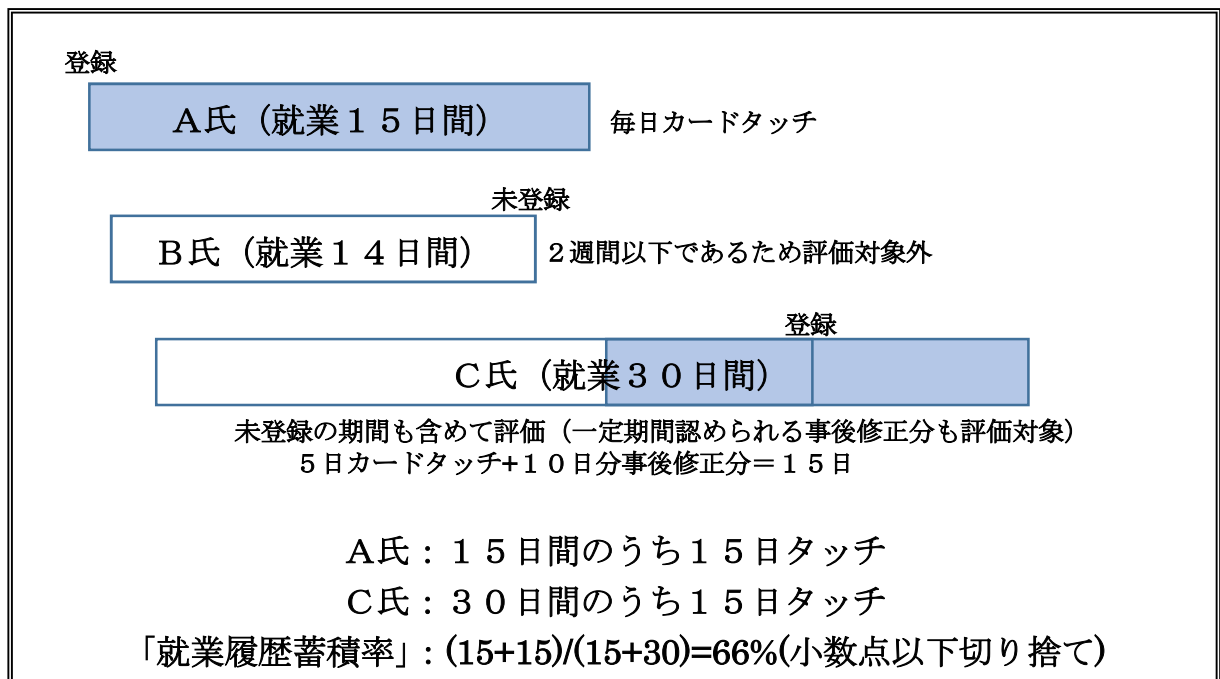 登録
A氏（就業１５日間）
毎日カードタッチ
未登録
B氏（就業１４日間）
２週間以下であるため評価対象外
登録
C氏（就業３０日間）
未登録の期間も含めて評価（一定期間認められる事後修正分も評価対象）
５日カードタッチ+１０日分事後修正分＝１５日
A氏：１５日間のうち１５日タッチ
C氏：３０日間のうち１５日タッチ
「就業履歴蓄積率」：(15+15)/(15+30)=66%(小数点以下切り捨て)